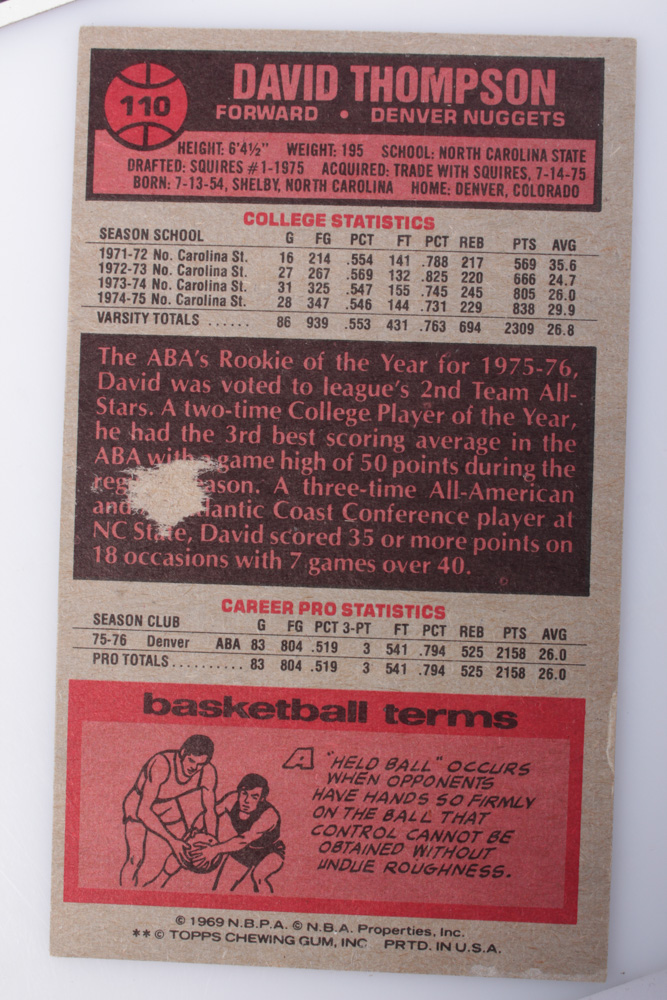 110
DAVID THOMPSON
FORWARD • DENVER NUGGETS
HEIGHT: 6'4½" WEIGHT: 195 SCHOOL: NORTH CAROLINA STATE
DRAFTED: SQUIRES #1-1975 ACQUIRED: TRADE WITH SQUIRES, 7-14-75
BORN: 7-13-54, SHELBY, NORTH CAROLINA HOME: DENVER, COLORADO
COLLEGE STATISTICS
SEASON SCHOOL G FG PCT FT PCT REB PTS AVG
1971-72 No. Carolina St. 16 214 .554 141 .788 217 569 35.6
1972-73 No. Carolina St. 27 267 .569 132 .825 220 666 24.7
1973-74 No. Carolina St. 31 325 .547 155 .745 245 805 26.0
1974-75 No. Carolina St. 28 347 .546 144 .731 229 838 29.9
VARSITY TOTALS ...... 86 939 .553 431 .763 694 2309 26.8
The ABA's Rookie of the Year for 1975-76,
David was voted to league's 2nd Team All-
Stars. A two-time College Player of the Year,
he had the 3rd best scoring average in the
ABA with a game high of 50 points during the
reg ason. A three-time All-American
and lantic Coast Conference player at
NC State, David scored 35 or more points on
18 occasions with 7 games over 40.
CAREER PRO STATISTICS
SEASON CLUB G FG PCT 3-PT FT PCT REB PTS AVG
75-76 Denver ABA 83 804 .519 3 541 .794 525 2158 26.0
PRO TOTALS.......... 83 804 .519 3 541 .794 525 2158 26.0
basketball terms
A "HELD BALL" OCCURS
WHEN OPPONENTS
HAVE HANDS SO FIRMLY
ON THE BALL THAT
CONTROL CANNOT BE
OBTAINED WITHOUT
UNDUE ROUGHNESS.
© 1969 N.B.P.A. © N.B.A. Properties, Inc.
** © TOPPS CHEWING GUM, INC PRTD. IN U.S.A.